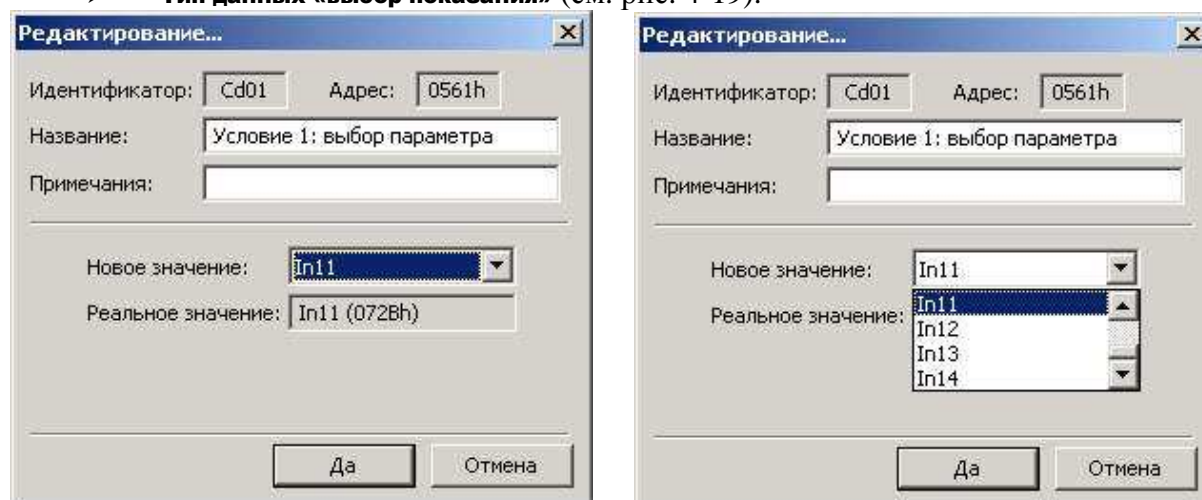 Тип данных «выбор показания» (см. рис. 4-19).
Редактирование...
Идентификатор: Cd01 Адрес: 0561h
Название: Условие 1: выбор параметра
Примечания:
Новое значение: In11
Реальное значение: In11 (072Bh)
Да Отмена
Редактирование...
Идентификатор: Cd01 Адрес: 0561h
Название: Условие 1: выбор параметра
Примечания:
Новое значение: In11
Реальное значение: In11
In12
In13
In14
Да Отмена